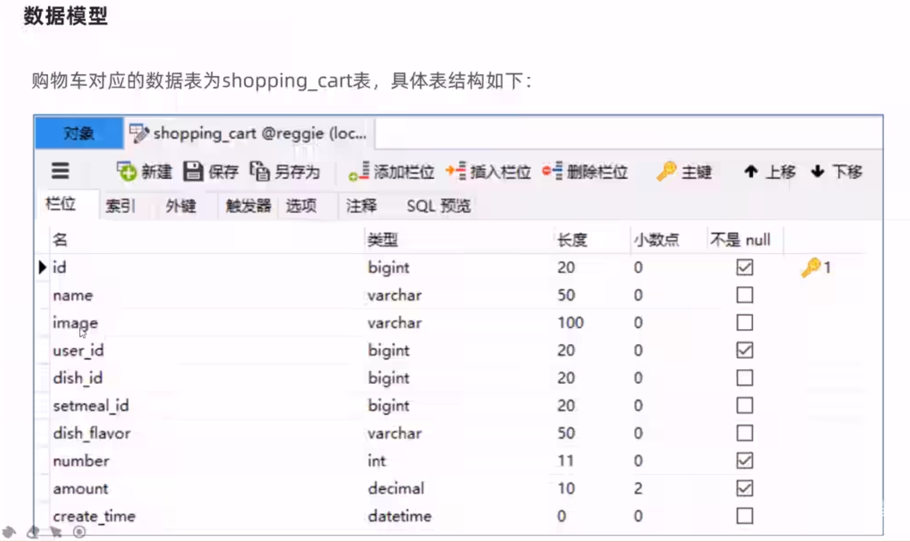 数据模型
购物车对应的数据表为shopping_cart表，具体表结构如下：
对象 shopping_cart @reggie (loc...
新建 保存 另存为 添加栏位 插入栏位 删除栏位 主键 上移 下移
栏位 索引 外键 触发器 选项 注释 SQL 预览
名 类型 长度 小数点 不是 null
id bigint 20 0 1
name varchar 50 0
image varchar 100 0
user_id bigint 20 0
dish_id bigint 20 0
setmeal_id bigint 20 0
dish_flavor varchar 50 0
number int 11 0
amount decimal 10 2
create_time datetime 0 0